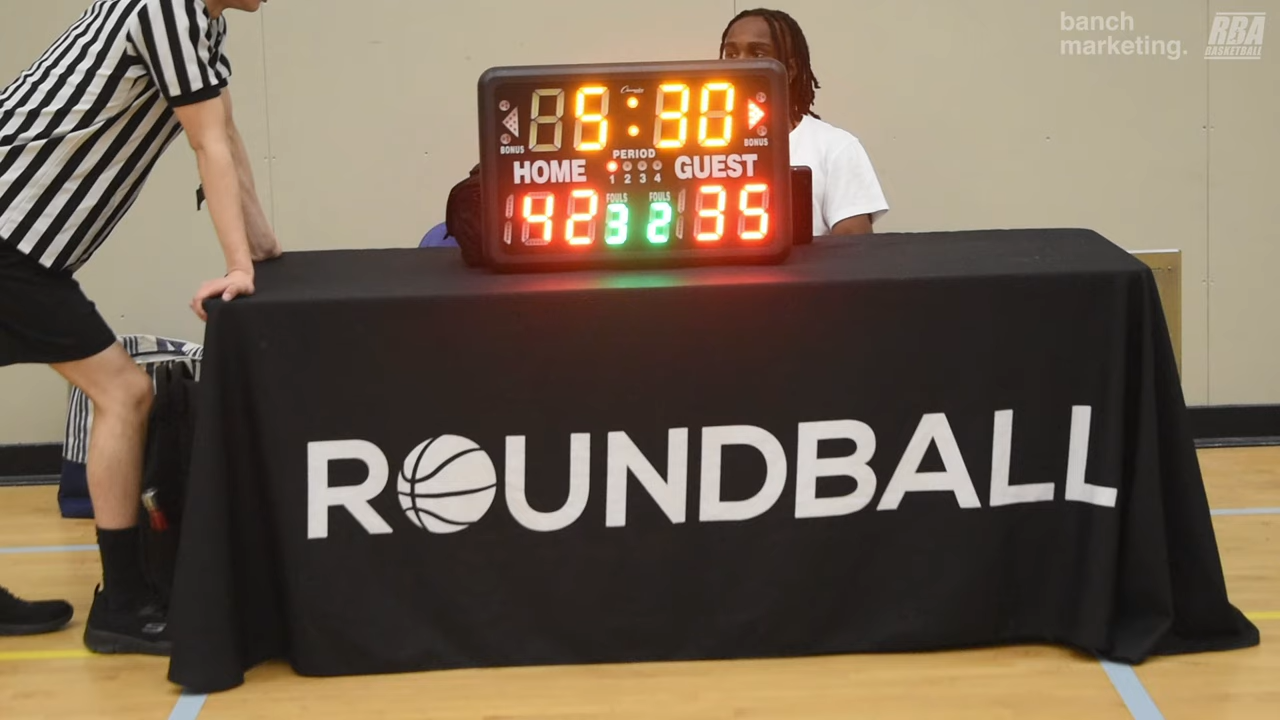 banch
marketing.
RBA
BASKETBALL
5:30
BONUS
BONUS
PERIOD
HOME
GUEST
1 2 3 4
FOULS
FOULS
42
3
2
35
ROUNDBALL